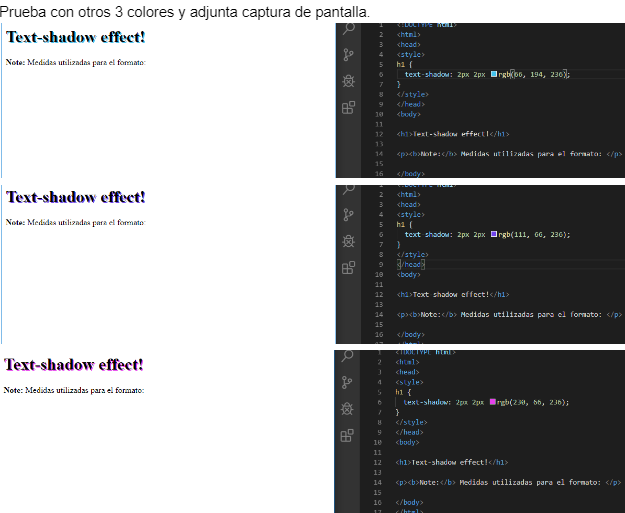 Prueba con otros 3 colores y adjunta captura de pantalla.
Text-shadow effect!
Note: Medidas utilizadas para el formato:
1 <!DOCTYPE html>
2 <html>
3 <head>
4 <style>
5 h1 {
6 text-shadow: 2px 2px rgb(66, 194, 236);
7 }
8 </style>
9 </head>
10 <body>
11
12 <h1>Text-shadow effect!</h1>
13
14 <p><b>Note:</b> Medidas utilizadas para el formato: </p>
15
16 </body>
Text-shadow effect!
Note: Medidas utilizadas para el formato:
<!DOCTYPE html>
2 <html>
3 <head>
4 <style>
5 h1 {
6 text-shadow: 2px 2px rgb(111, 66, 236);
7 }
8 </style>
9 </head>
10 <body>
11
12 <h1>Text-shadow effect!</h1>
13
14 <p><b>Note:</b> Medidas utilizadas para el formato: </p>
15
16 </body>
17 </html>
Text-shadow effect!
Note: Medidas utilizadas para el formato:
1 <!DOCTYPE html>
2 <html>
3 <head>
4 <style>
5 h1 {
6 text-shadow: 2px 2px rgb(230, 66, 236);
7 }
8 </style>
9 </head>
10 <body>
11
12 <h1>Text-shadow effect!</h1>
13
14 <p><b>Note:</b> Medidas utilizadas para el formato: </p>
15
16 </body>
17 </html>